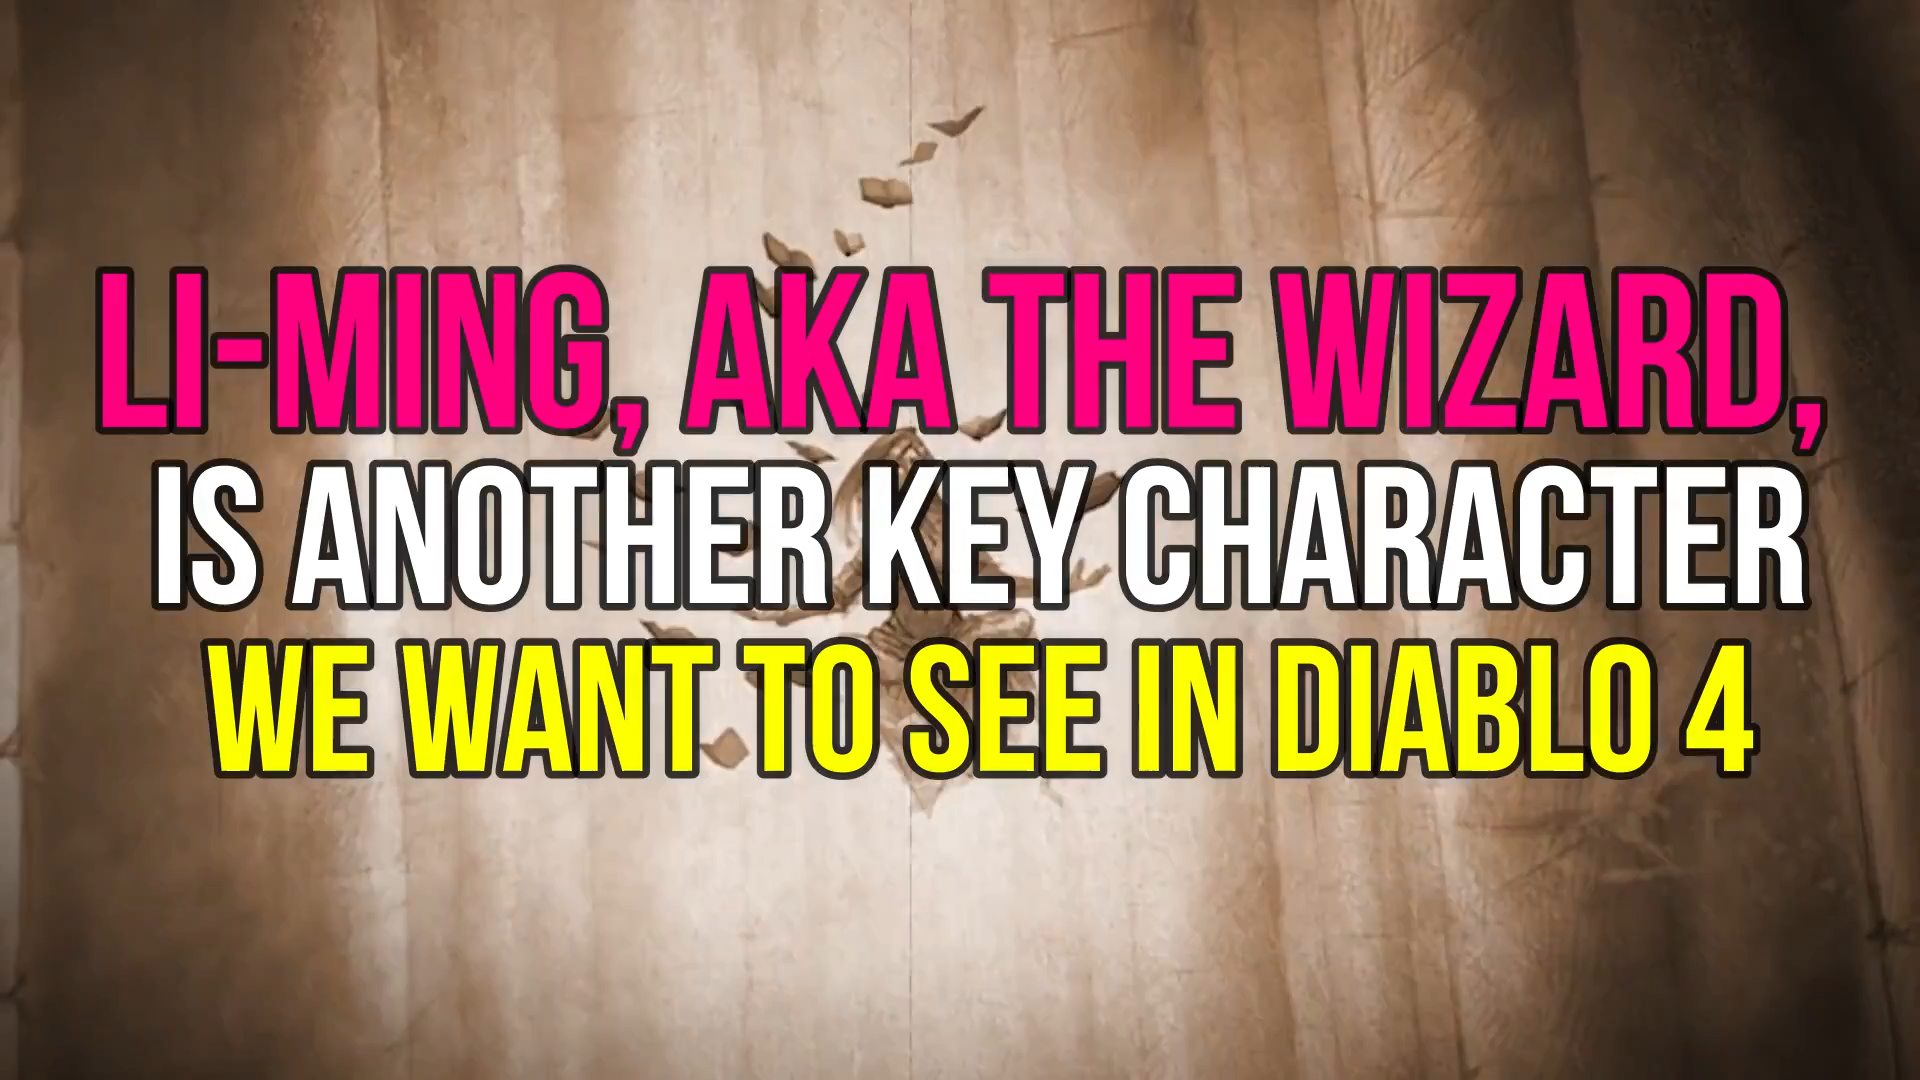 LI-MING, AKA THE WIZARD,
IS ANOTHER KEY CHARACTER
WE WANT TO SEE IN DIABLO 4